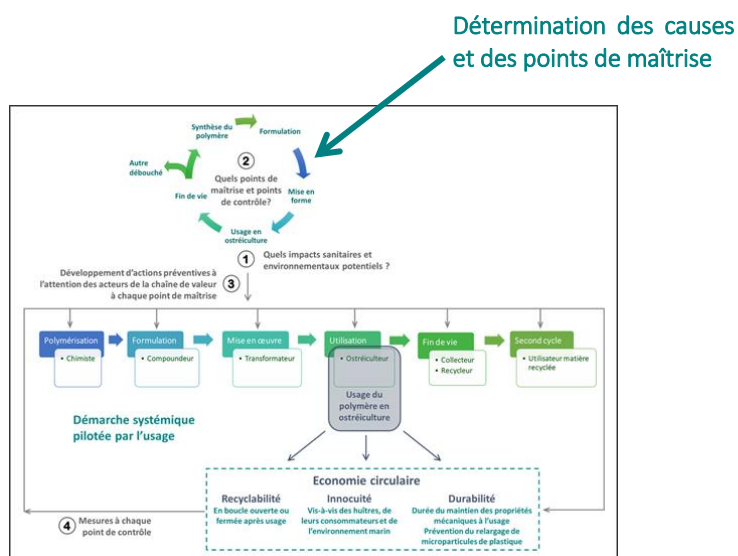 Détermination des causes
et des points de maîtrise
Synthèse du
polymère
Formulation
Autre
débouché
②
Quels points de
maîtrise et points
de contrôle?
Fin de vie
Mise en
forme
Usage en
ostréiculture
①
Quels impacts sanitaires et
environnementaux potentiels ?
Développement d'actions préventives à
l'attention des acteurs de la chaîne de valeur
à chaque point de maîtrise
③
Polymérisation
• Chimiste
Formulation
• Compoundeur
Mise en œuvre
• Transformateur
Utilisation
• Ostréiculteur
Fin de vie
• Collecteur
• Recycleur
Second cycle
• Utilisateur matière
recyclée
Usage du
polymère en
ostréiculture
Démarche systémique
pilotée par l'usage
Economie circulaire
Recyclabilité
En boucle ouverte ou
fermée après usage
Innocuité
Vis-à-vis des huîtres, de
leurs consommateurs et de
l'environnement marin
Durabilité
Durée du maintien des propriétés
mécaniques à l'usage
Prévention du relargage de
microparticules de plastique
④
Mesures à chaque
point de contrôle